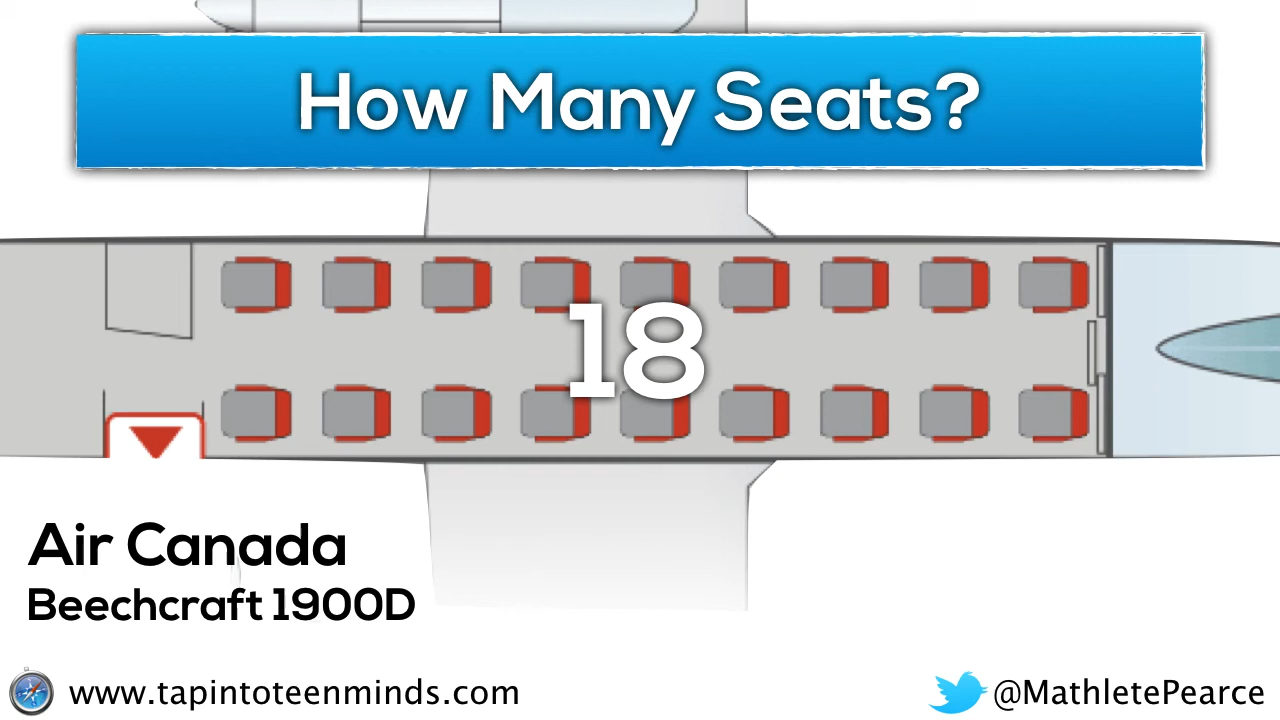 How Many Seats?
18
Air Canada
Beechcraft 1900D
www.tapintoteenminds.com
@MathletePearce